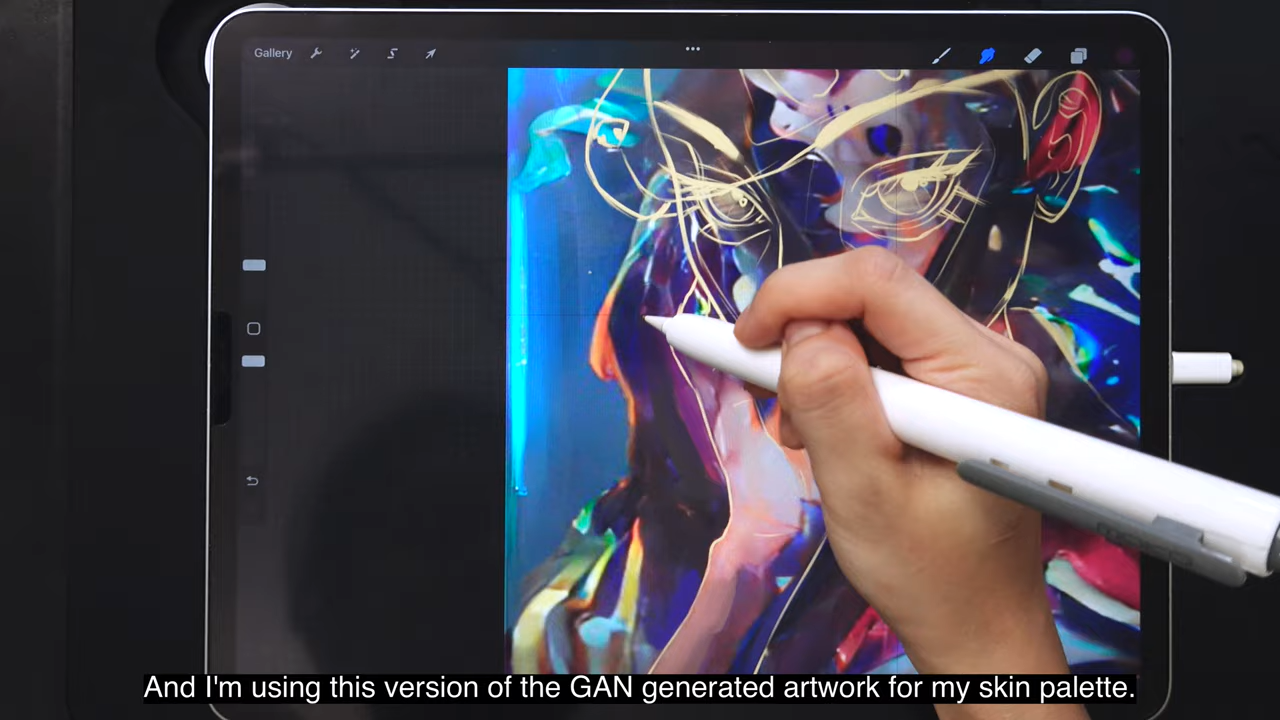 Gallery
And I'm using this version of the GAN generated artwork for my skin palette.